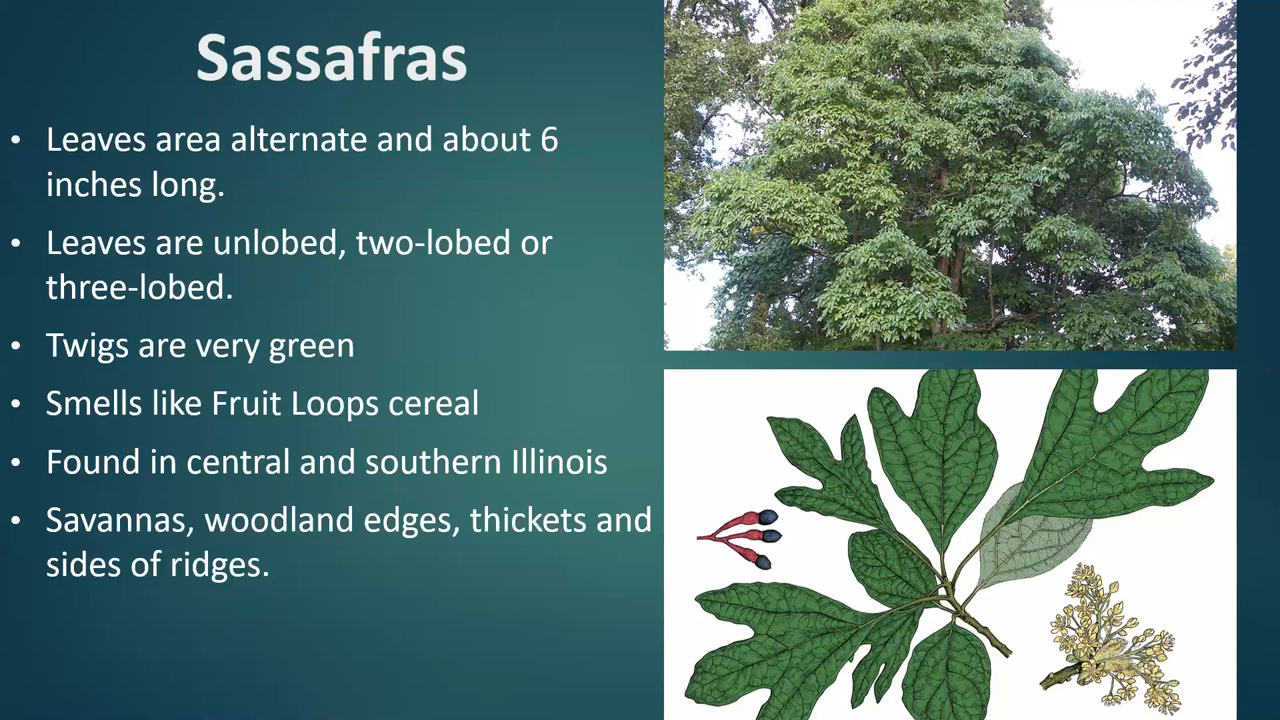 Sassafras
• Leaves area alternate and about 6
inches long.
• Leaves are unlobed, two-lobed or
three-lobed.
• Twigs are very green
• Smells like Fruit Loops cereal
• Found in central and southern Illinois
• Savannas, woodland edges, thickets and
sides of ridges.